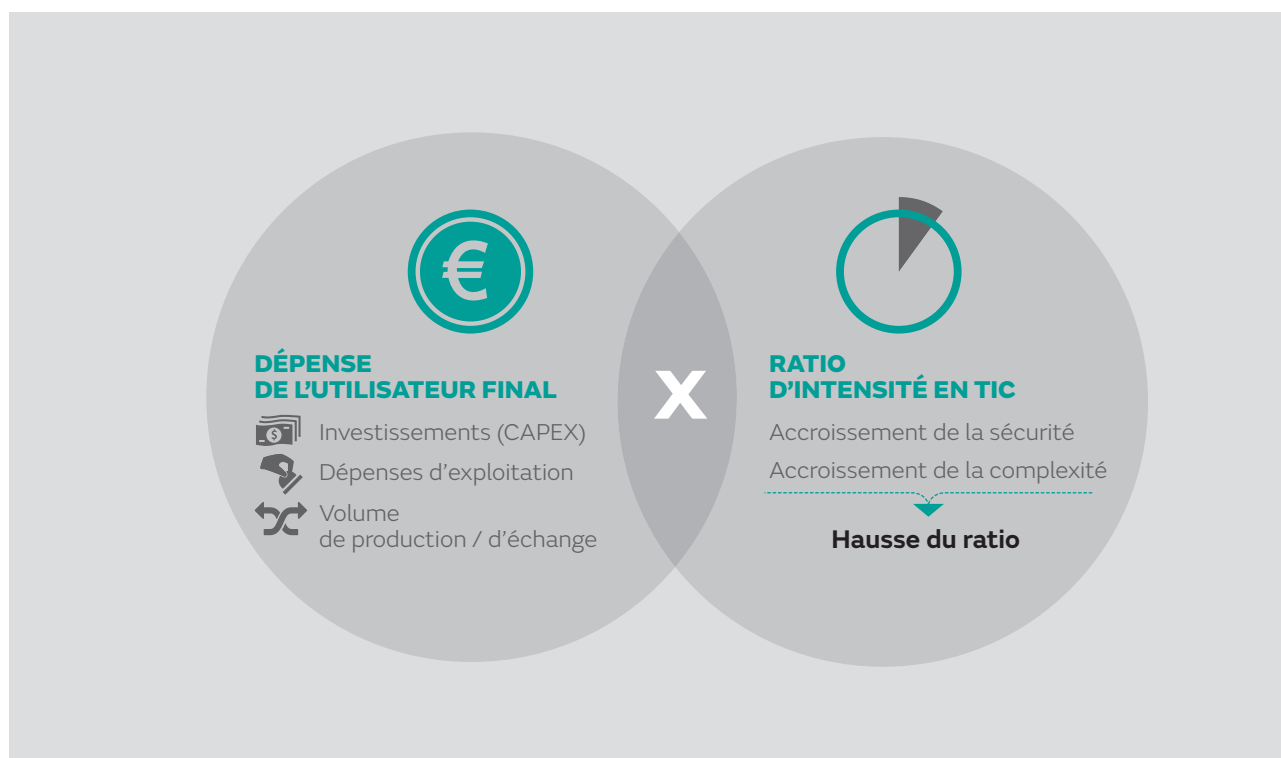 €
DÉPENSE
DE L'UTILISATEUR FINAL
$
Investissements (CAPEX)
Dépenses d'exploitation
Volume
de production / d'échange
X
RATIO
D'INTENSITÉ EN TIC
Accroissement de la sécurité
Accroissement de la complexité
Hausse du ratio